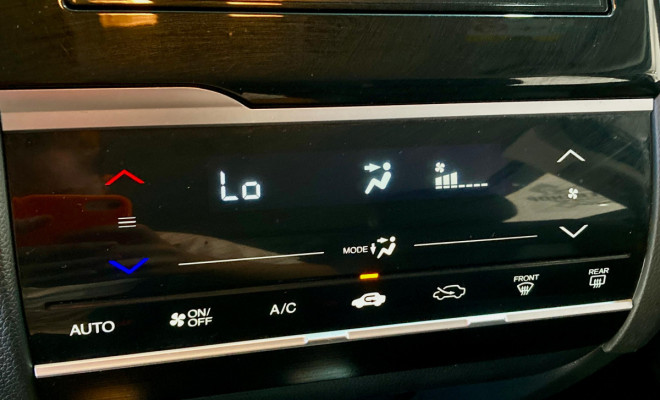 Lo
MODE
AUTO
ON/
OFF
A/C
FRONT
REAR